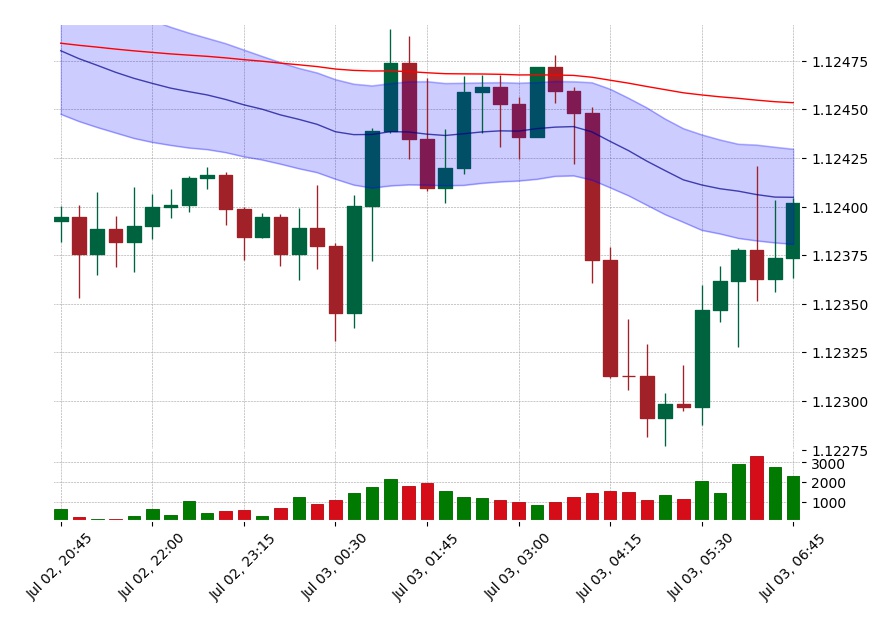 1.12475
1.12450
1.12425
1.12400
1.12375
1.12350
1.12325
1.12300
1.12275
3000
2000
1000
Jul 02, 20:45
Jul 02, 22:00
Jul 02, 23:15
Jul 03, 00:30
Jul 03, 01:45
Jul 03, 03:00
Jul 03, 04:15
Jul 03, 05:30
Jul 03, 06:45